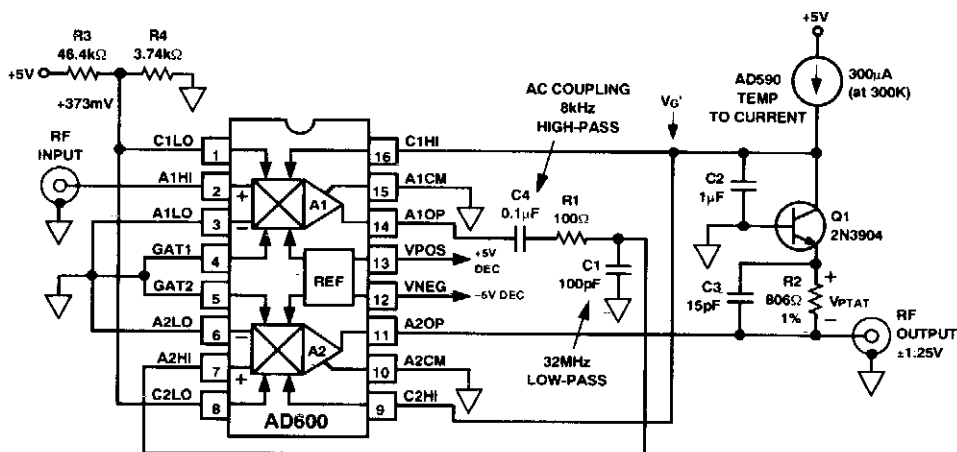 R3
46.4kΩ
R4
3.74kΩ
+5V
+373mV
RF
INPUT
C1LO
A1HI
A1LO
GAT1
GAT2
A2LO
A2HI
C2LO
1
2
3
4
5
6
7
8
+
−
A1
REF
−
+
A2
AD600
16
15
14
13
12
11
10
9
C1HI
A1CM
A1OP
VPOS
VNEG
A2OP
A2CM
C2HI
+5V
DEC
−5V DEC
AC COUPLING
8kHz
HIGH-PASS
C4
0.1µF
R1
100Ω
C1
100pF
32MHz
LOW-PASS
VG'
+5V
AD590
TEMP
TO CURRENT
300µA
(at 300K)
C2
1µF
Q1
2N3904
C3
15pF
R2
806Ω
1%
+
VPTAT
−
RF
OUTPUT
±1.25V